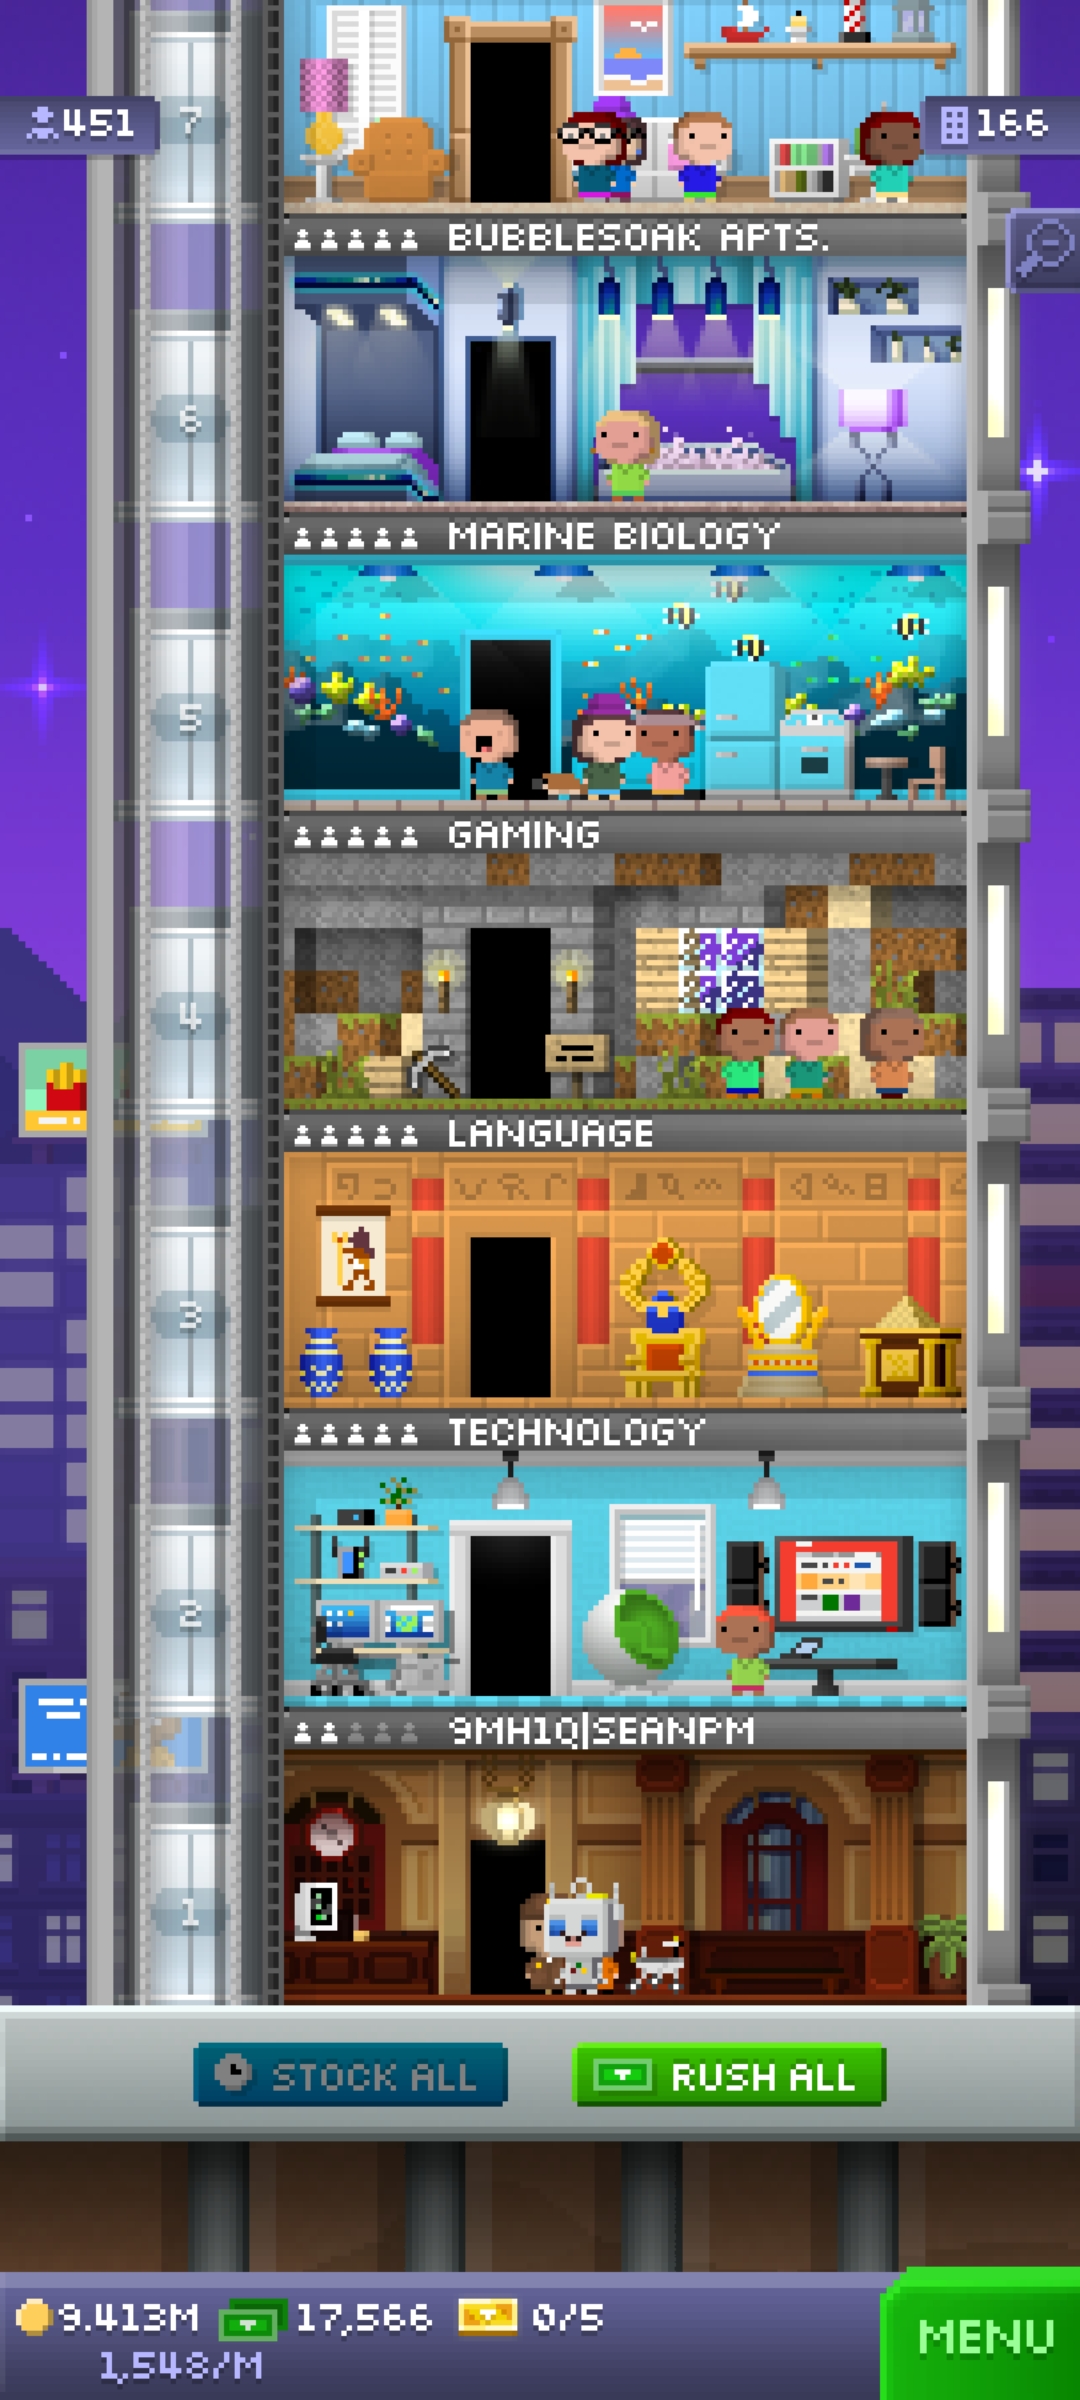 451
7
166
BUBBLESOAK APTS.
6
MARINE BIOLOGY
5
GAMING
4
LANGUAGE
3
TECHNOLOGY
2
9MH1Q|SEANPM
1
STOCK ALL
RUSH ALL
9.413M 17,566 0/5
1,548/M
MENU